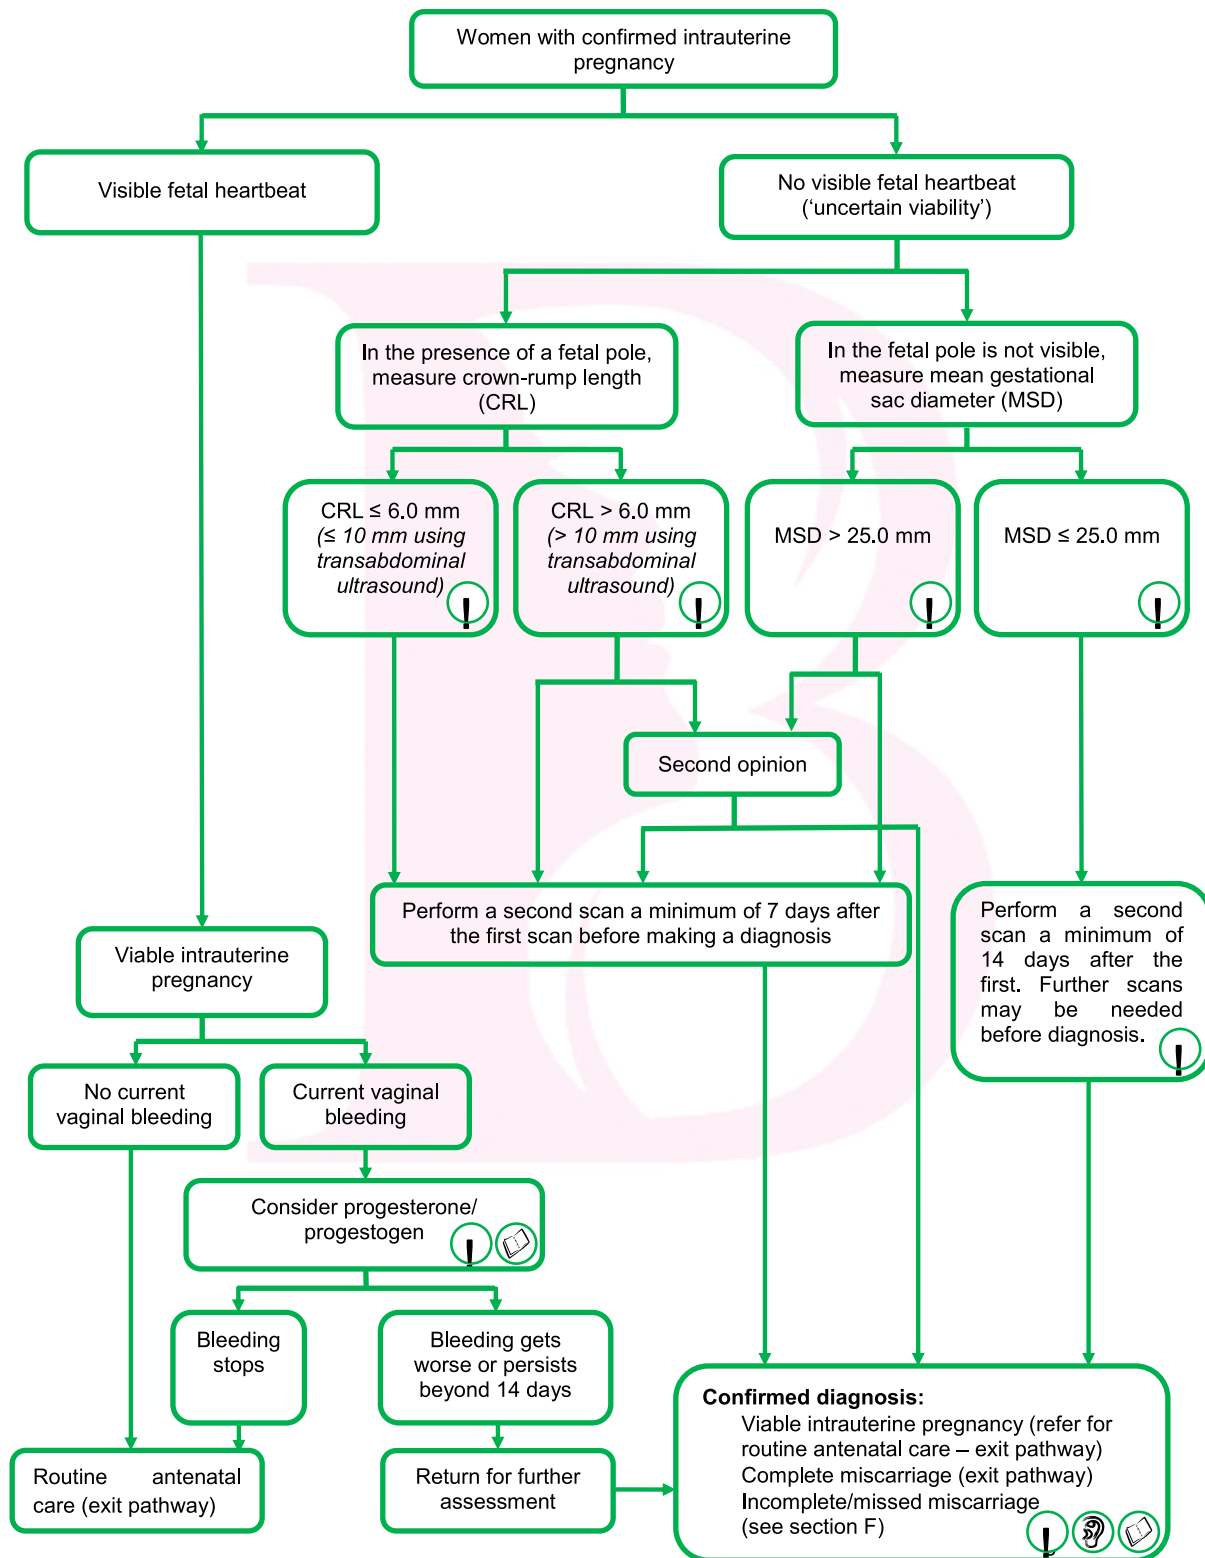 Women with confirmed intrauterine
pregnancy
Visible fetal heartbeat
No visible fetal heartbeat
(‘uncertain viability’)
In the presence of a fetal pole,
measure crown-rump length
(CRL)
In the fetal pole is not visible,
measure mean gestational
sac diameter (MSD)
CRL ≤ 6.0 mm
(≤ 10 mm using
transabdominal
ultrasound)
!
CRL > 6.0 mm
(> 10 mm using
transabdominal
ultrasound)
!
MSD > 25.0 mm
!
MSD ≤ 25.0 mm
!
Second opinion
Perform a second scan a minimum of 7 days after
the first scan before making a diagnosis
Perform a second
scan a minimum of
14 days after the
first. Further scans
may be needed
before diagnosis.
!
Viable intrauterine
pregnancy
No current
vaginal bleeding
Current vaginal
bleeding
Consider progesterone/
progestogen
!
Bleeding
stops
Bleeding gets
worse or persists
beyond 14 days
Routine antenatal
care (exit pathway)
Return for further
assessment
Confirmed diagnosis:
Viable intrauterine pregnancy (refer for
routine antenatal care – exit pathway)
Complete miscarriage (exit pathway)
Incomplete/missed miscarriage
(see section F)
!